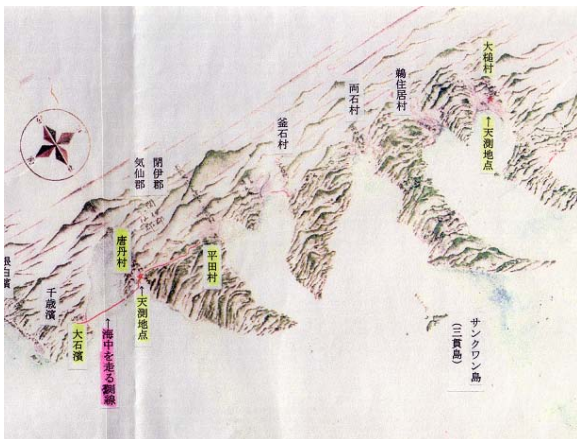 大槌村
↑天測地点
鵜住居村
両石村
釜石村
サンクワン島
(三貫島)
平田村
閉伊郡
気仙郡
唐丹村
↑天測地点
↑海中を走る測線
大石濱
千歳濱
根白濱